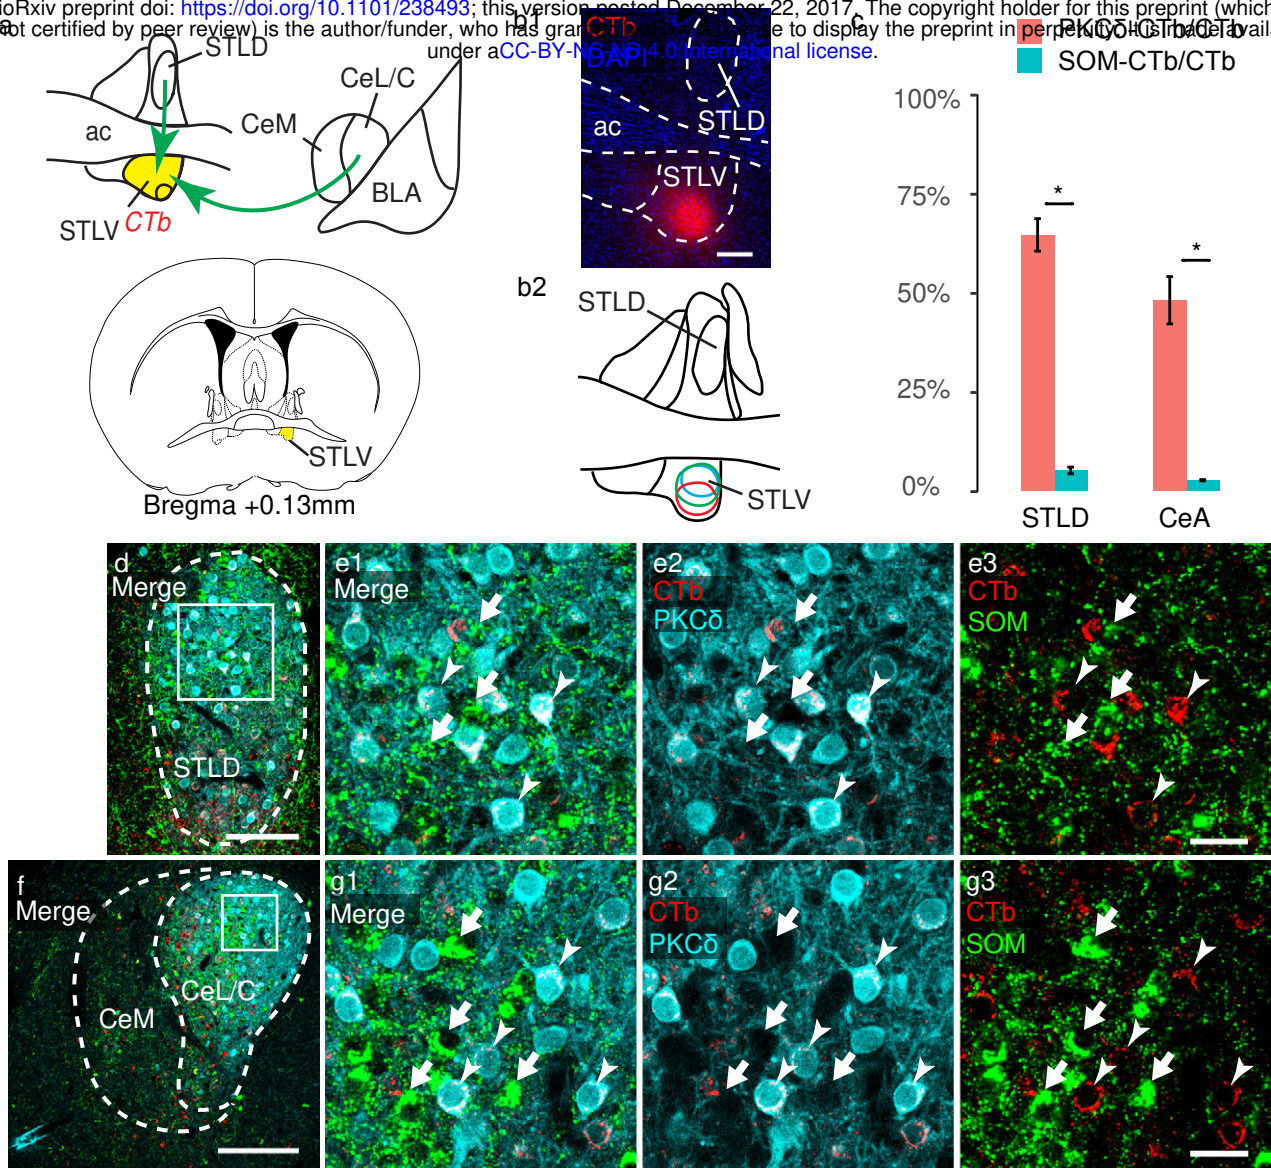 ioRxiv preprint doi: https://doi.org/10.1101/238493; this version posted December 22, 2017. The copyright holder for this preprint (which
not certified by peer review) is the author/funder, who has to display the preprint in perpetuity. It is made avail
under a CC-BY-NC-ND 4.0 International license.
a
STLD
CeL/C
CeM
ac
BLA
STLV
CTb
STLV
Bregma +0.13mm
b1
CTb
DAPI
STLD
ac
STLV
b2
STLD
STLV
c
PKCδ-CTb/CTb
SOM-CTb/CTb
100%
75%
50%
25%
0%
*
*
STLD
CeA
d
Merge
STLD
e1
Merge
e2
CTb
PKCδ
e3
CTb
SOM
f
Merge
CeL/C
CeM
g1
Merge
g2
CTb
PKCδ
g3
CTb
SOM